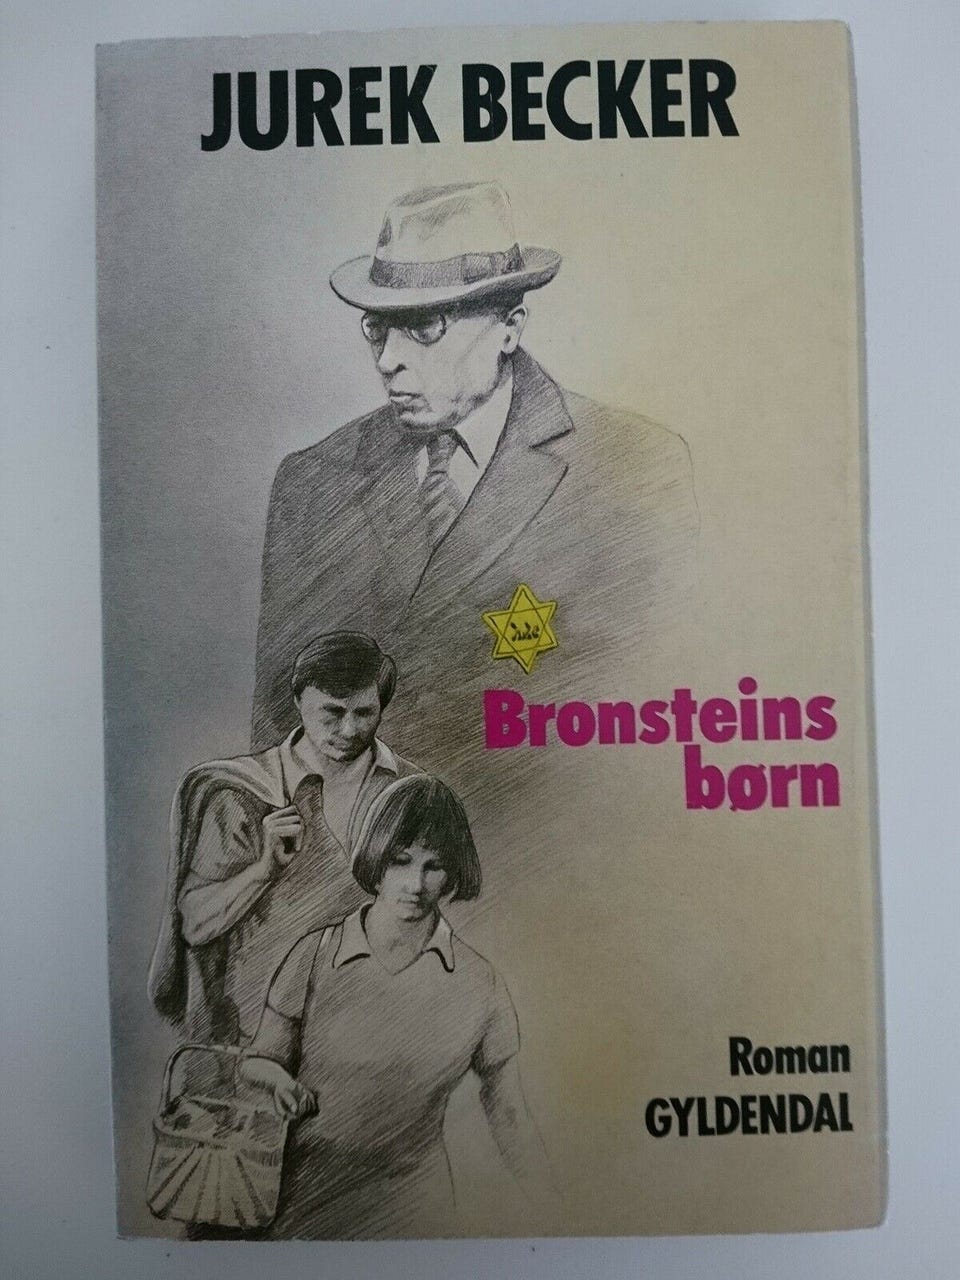 JUREK BECKER
Jude
Bronsteins
børn
Roman
GYLDENDAL